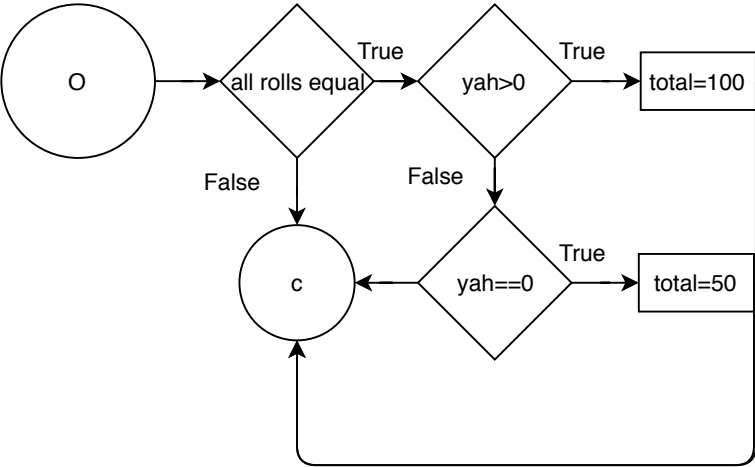 O
all rolls equal
True
yah>0
True
total=100
False
False
c
yah==0
True
total=50